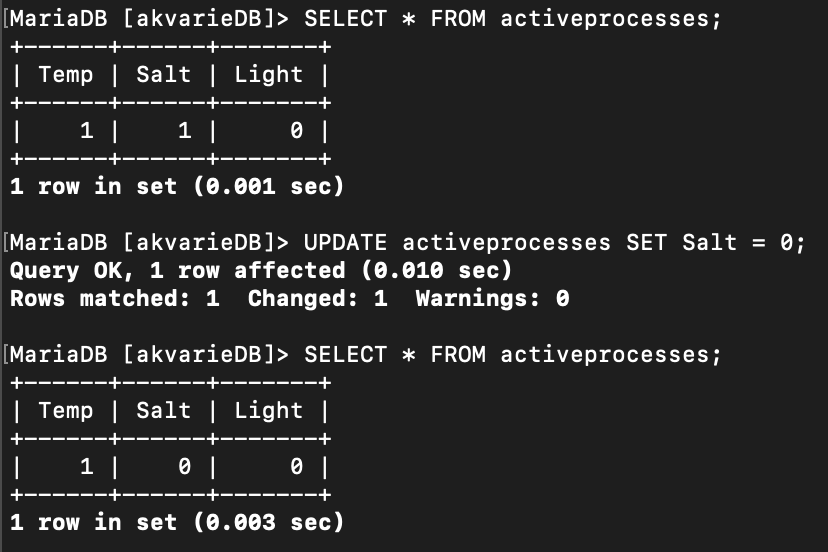 [MariaDB [akvarieDB]> SELECT * FROM activeprocesses;
+------+------+-------+
| Temp | Salt | Light |
+------+------+-------+
|    1 |    1 |     0 |
+------+------+-------+
1 row in set (0.001 sec)

[MariaDB [akvarieDB]> UPDATE activeprocesses SET Salt = 0;
Query OK, 1 row affected (0.010 sec)
Rows matched: 1  Changed: 1  Warnings: 0

[MariaDB [akvarieDB]> SELECT * FROM activeprocesses;
+------+------+-------+
| Temp | Salt | Light |
+------+------+-------+
|    1 |    0 |     0 |
+------+------+-------+
1 row in set (0.003 sec)